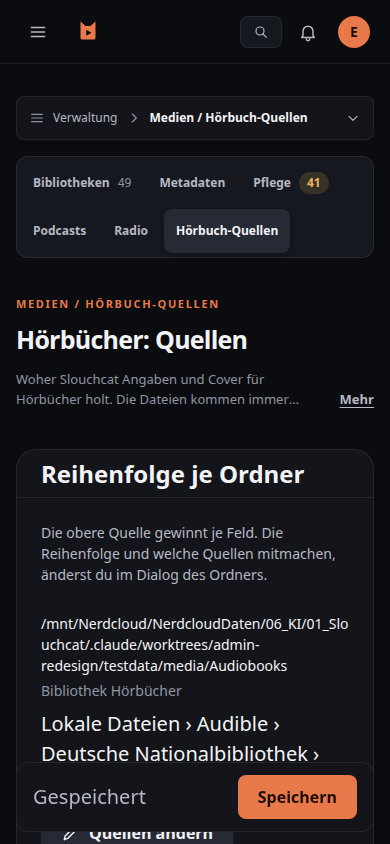 E
Verwaltung > Medien / Hörbuch-Quellen
Bibliotheken 49 Metadaten Pflege 41
Podcasts Radio Hörbuch-Quellen
MEDIEN / HÖRBUCH-QUELLEN
Hörbücher: Quellen
Woher Slouchcat Angaben und Cover für
Hörbücher holt. Die Dateien kommen immer… Mehr
Reihenfolge je Ordner
Die obere Quelle gewinnt je Feld. Die
Reihenfolge und welche Quellen mitmachen,
änderst du im Dialog des Ordners.
/mnt/Nerdcloud/NerdcloudDaten/06_KI/01_Slo
uchcat/.claude/worktrees/admin-
redesign/testdata/media/Audiobooks
Bibliothek Hörbücher
Lokale Dateien › Audible ›
Deutsche Nationalbibliothek ›
Gespeichert Speichern
Quellen ändern